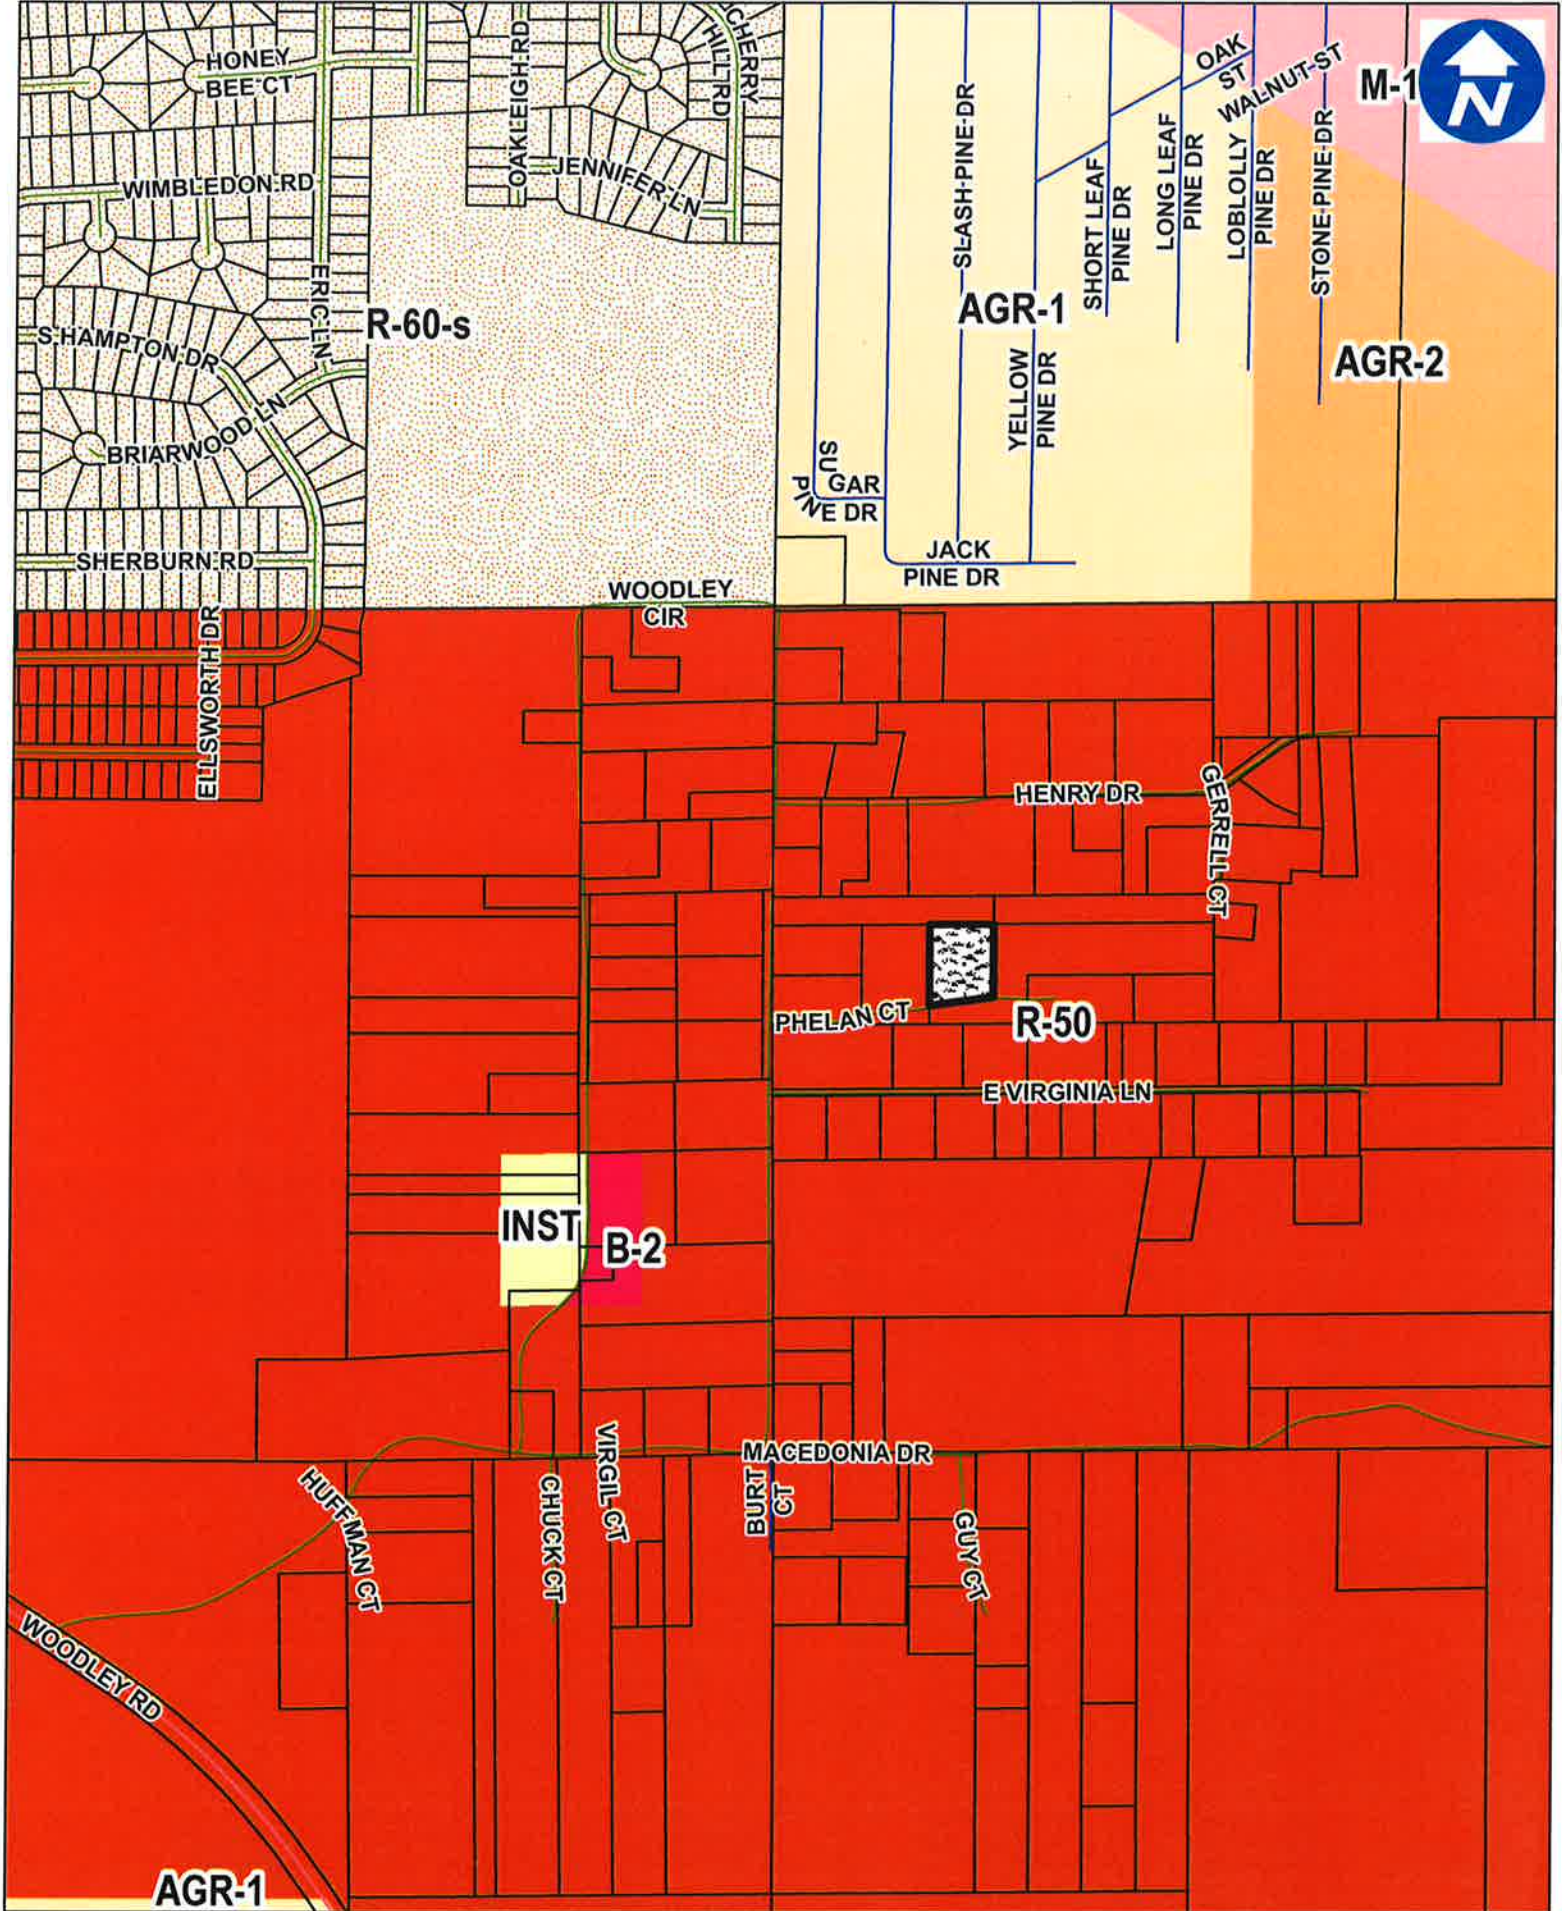 HONEY
BEE CT
OAKLEIGH RD
CHERRY
HILL RD
OAK
ST
WALNUT ST
M-1
N
WIMBLEDON RD
JENNIFER LN
SLASH PINE DR
SHORT LEAF
PINE DR
LONG LEAF
PINE DR
LOBLOLLY
PINE DR
STONE PINE DR
ERIC LN
R-60-s
AGR-1
S HAMPTON DR
YELLOW
PINE DR
AGR-2
BRIARWOOD LN
SUGAR
PINE DR
SHERBURN RD
JACK
PINE DR
WOODLEY
CIR
ELLSWORTH DR
HENRY DR
GERRELL CT
PHELAN CT
R-50
E VIRGINIA LN
INST
B-2
MACEDONIA DR
VIRGIL CT
HUFFMAN CT
CHUCK CT
BURT
CT
GUY CT
WOODLEY RD
AGR-1